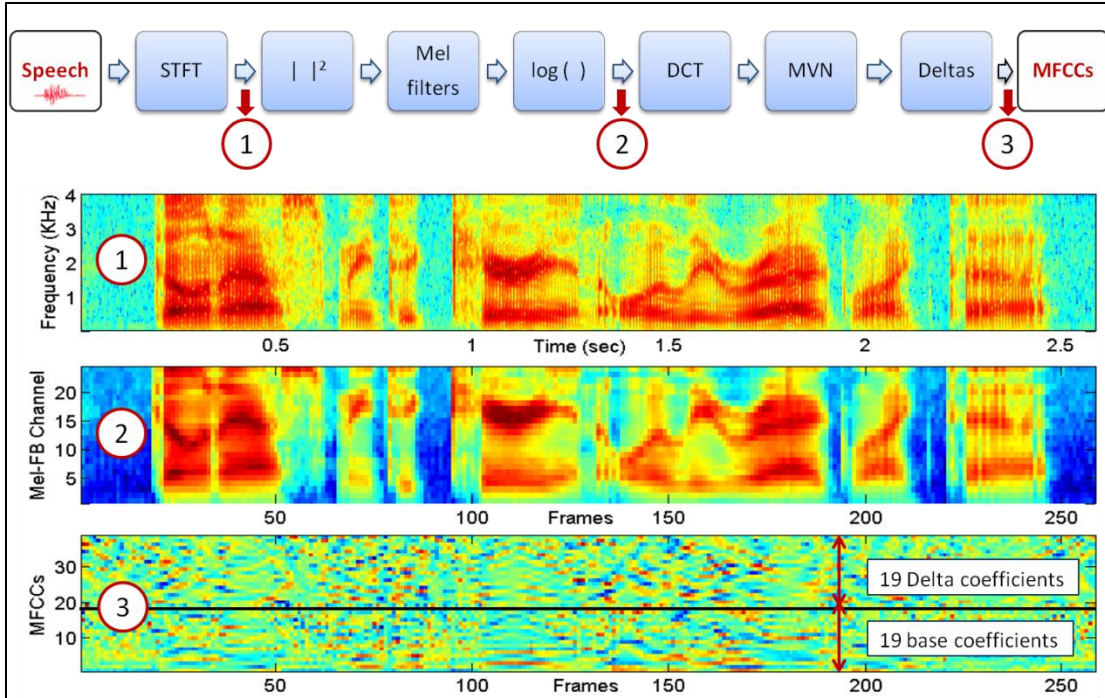 Speech STFT | |² Mel filters log ( ) DCT MVN Deltas MFCCs
1 2 3
4
3
2
1
Frequency (KHz)
1
0.5 1 Time (sec) 1.5 2 2.5
20
15
10
5
Mel-FB Channel
2
50 100 Frames 150 200 250
30
20
10
MFCCs
3
19 Delta coefficients
19 base coefficients
50 100 Frames 150 200 250